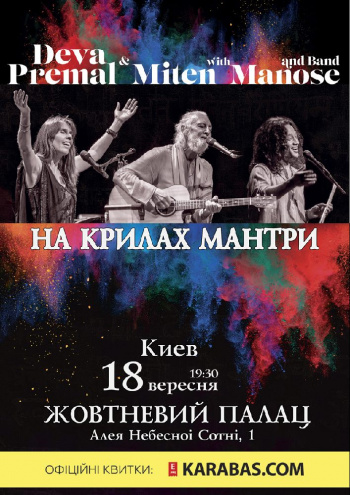 Deva with and Band
Premal & Miten Manose
НА КРИЛАХ МАНТРИ
Киев
18 вересня 19:30
ЖОВТНЕВИЙ ПАЛАЦ
Алея Небесної Сотні, 1
ОФІЦІЙНІ КВИТКИ: KARABAS.COM